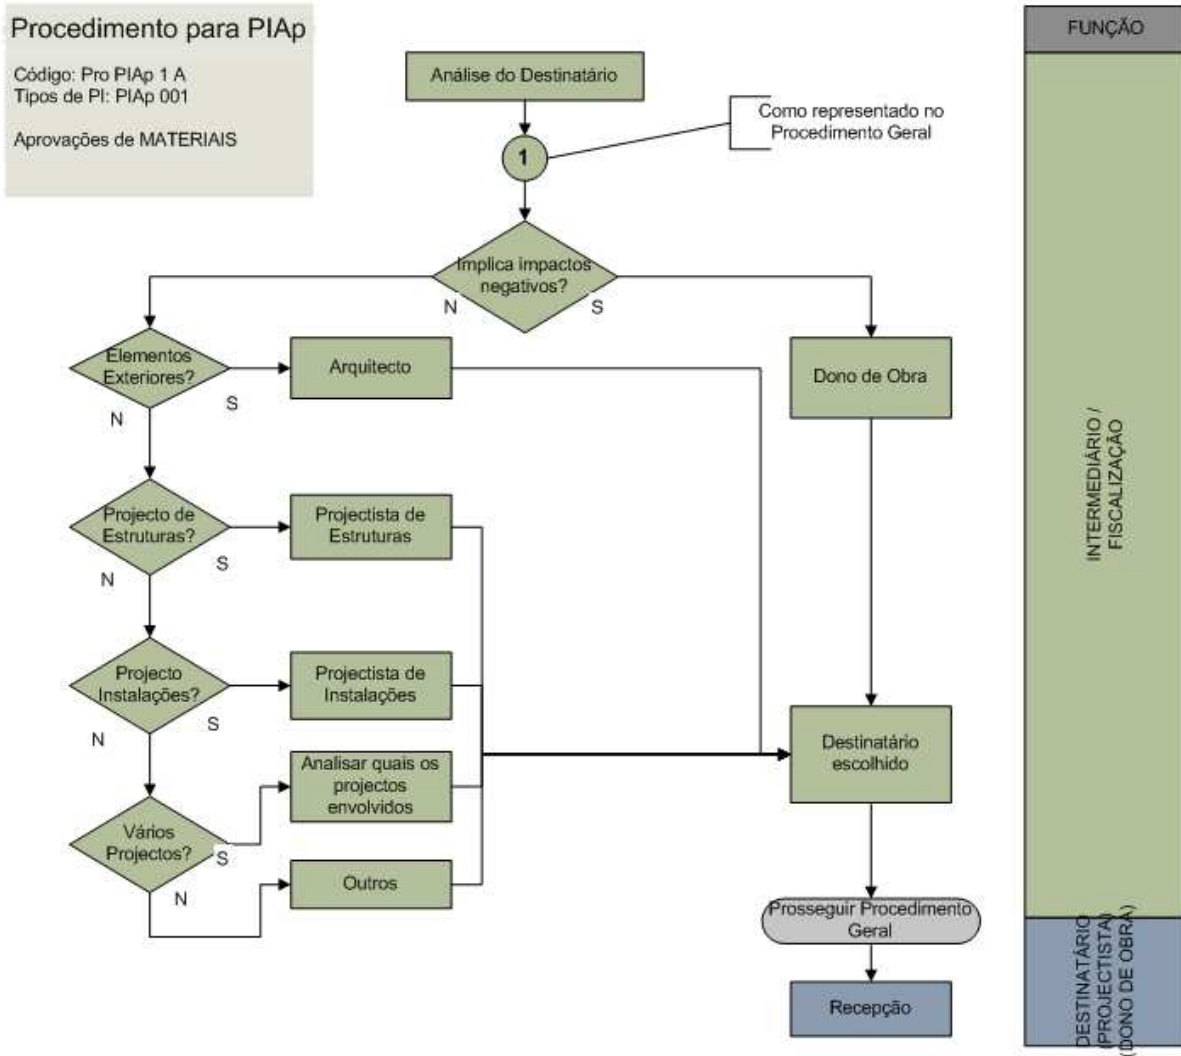 Procedimento para PIAp
Código: Pro PIAp 1 A
Tipos de PI: PIAp 001
Aprovações de MATERIAIS
FUNÇÃO
Análise do Destinatário
Como representado no
Procedimento Geral
1
Implica impactos
negativos?
N
S
Elementos
Exteriores?
S
N
Arquitecto
Dono de Obra
Projecto de
Estruturas?
S
N
Projectista de
Estruturas
Projecto
Instalações?
S
N
Projectista de
Instalações
Analisar quais os
projectos
envolvidos
Destinatário
escolhido
Vários
Projectos?
S
N
Outros
Prosseguir Procedimento
Geral
Recepção
INTERMEDIÁRIO /
FISCALIZAÇÃO
DESTINATÁRIO
(PROJECTISTA)
(DONO DE OBRA)